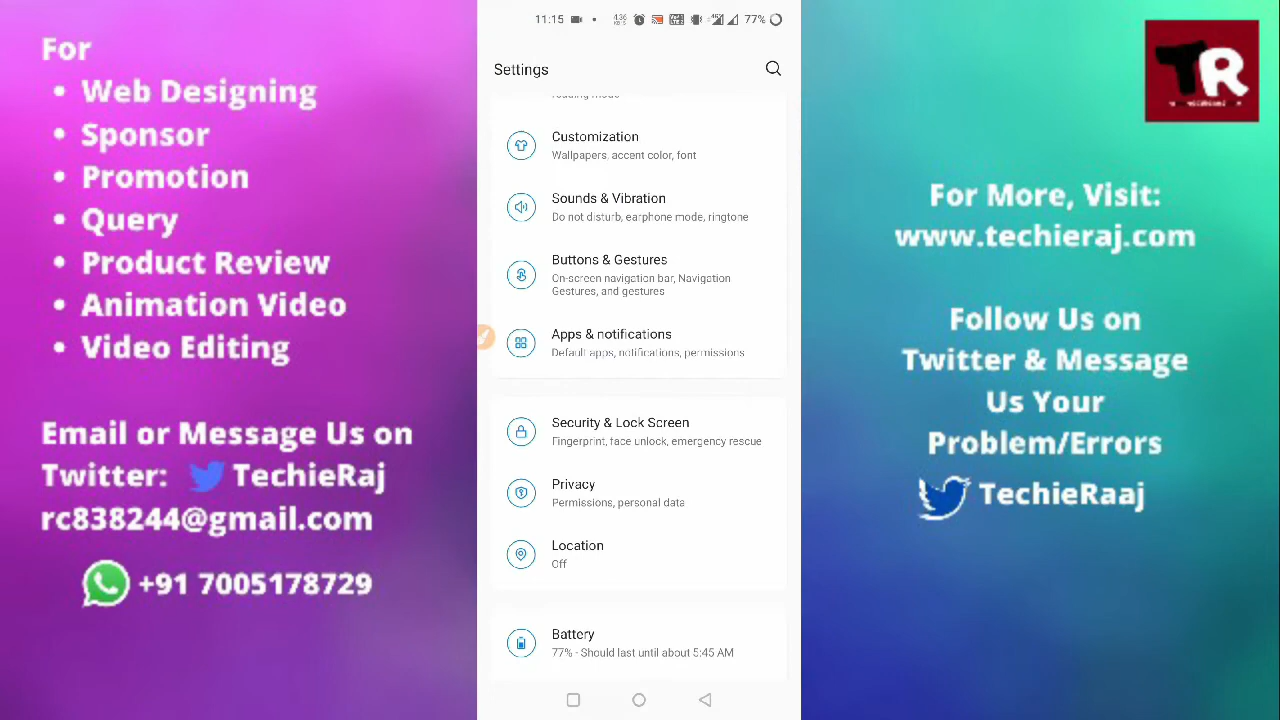 For
• Web Designing
• Sponsor
• Promotion
• Query
• Product Review
• Animation Video
• Video Editing
Email or Message Us on
Twitter: TechieRaj
rc838244@gmail.com
+91 7005178729
11:15
77%
Settings
reading mode
Customization
Wallpapers, accent color, font
Sounds & Vibration
Do not disturb, earphone mode, ringtone
Buttons & Gestures
On-screen navigation bar, Navigation
Gestures, and gestures
Apps & notifications
Default apps, notifications, permissions
Security & Lock Screen
Fingerprint, face unlock, emergency rescue
Privacy
Permissions, personal data
Location
Off
Battery
77% - Should last until about 5:45 AM
TR
For More, Visit:
www.techieraj.com
Follow Us on
Twitter & Message
Us Your
Problem/Errors
TechieRaaj